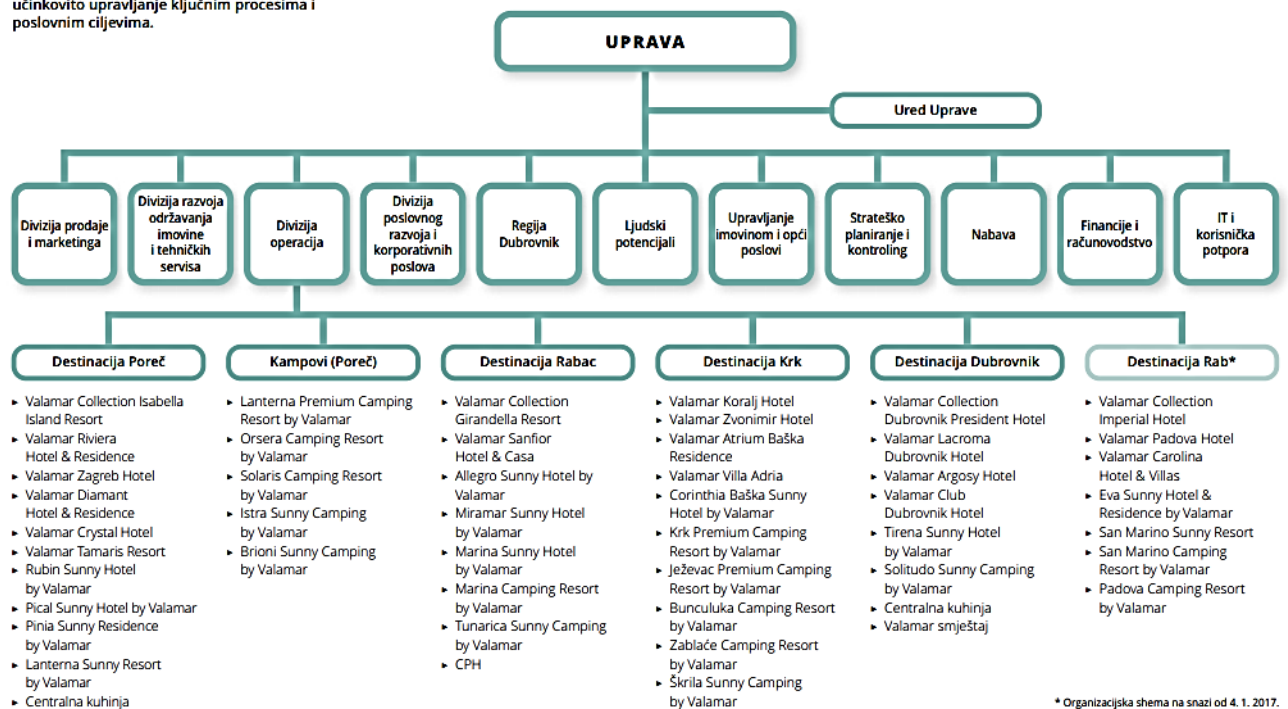 učinkovito upravljanje ključnim procesima i
poslovnim ciljevima.
UPRAVA
Ured Uprave
Divizija prodaje
i marketinga
Divizija razvoja
održavanja
imovine
i tehničkih
servisa
Divizija
operacija
Divizija
poslovnog
razvoja i
korporativnih
poslova
Regija
Dubrovnik
Ljudski
potencijali
Upravljanje
imovinom i opći
poslovi
Strateško
planiranje i
kontroling
Nabava
Financije i
računovodstvo
IT i
korisnička
potpora
Destinacija Poreč
▸ Valamar Collection Isabella
Island Resort
▸ Valamar Riviera
Hotel & Residence
▸ Valamar Zagreb Hotel
▸ Valamar Diamant
Hotel & Residence
▸ Valamar Crystal Hotel
▸ Valamar Tamaris Resort
▸ Rubin Sunny Hotel
by Valamar
▸ Pical Sunny Hotel by Valamar
▸ Pinia Sunny Residence
by Valamar
▸ Lanterna Sunny Resort
by Valamar
▸ Centralna kuhinja
Kampovi (Poreč)
▸ Lanterna Premium Camping
Resort by Valamar
▸ Orsera Camping Resort
by Valamar
▸ Solaris Camping Resort
by Valamar
▸ Istra Sunny Camping
by Valamar
▸ Brioni Sunny Camping
by Valamar
Destinacija Rabac
▸ Valamar Collection
Girandella Resort
▸ Valamar Sanfior
Hotel & Casa
▸ Allegro Sunny Hotel by
Valamar
▸ Miramar Sunny Hotel
by Valamar
▸ Marina Sunny Hotel
by Valamar
▸ Marina Camping Resort
by Valamar
▸ Tunarica Sunny Camping
by Valamar
▸ CPH
Destinacija Krk
▸ Valamar Koralj Hotel
▸ Valamar Zvonimir Hotel
▸ Valamar Atrium Baška
Residence
▸ Valamar Villa Adria
▸ Corinthia Baška Sunny
Hotel by Valamar
▸ Krk Premium Camping
Resort by Valamar
▸ Ježevac Premium Camping
Resort by Valamar
▸ Bunculuka Camping Resort
by Valamar
▸ Zablaće Camping Resort
by Valamar
▸ Škrila Sunny Camping
by Valamar
Destinacija Dubrovnik
▸ Valamar Collection
Dubrovnik President Hotel
▸ Valamar Lacroma
Dubrovnik Hotel
▸ Valamar Argosy Hotel
▸ Valamar Club
Dubrovnik Hotel
▸ Tirena Sunny Hotel
by Valamar
▸ Solitudo Sunny Camping
by Valamar
▸ Centralna kuhinja
▸ Valamar smještaj
Destinacija Rab*
▸ Valamar Collection
Imperial Hotel
▸ Valamar Padova Hotel
▸ Valamar Carolina
Hotel & Villas
▸ Eva Sunny Hotel &
Residence by Valamar
▸ San Marino Sunny Resort
▸ San Marino Camping
Resort by Valamar
▸ Padova Camping Resort
by Valamar
* Organizacijska shema na snazi od 4. 1. 2017.